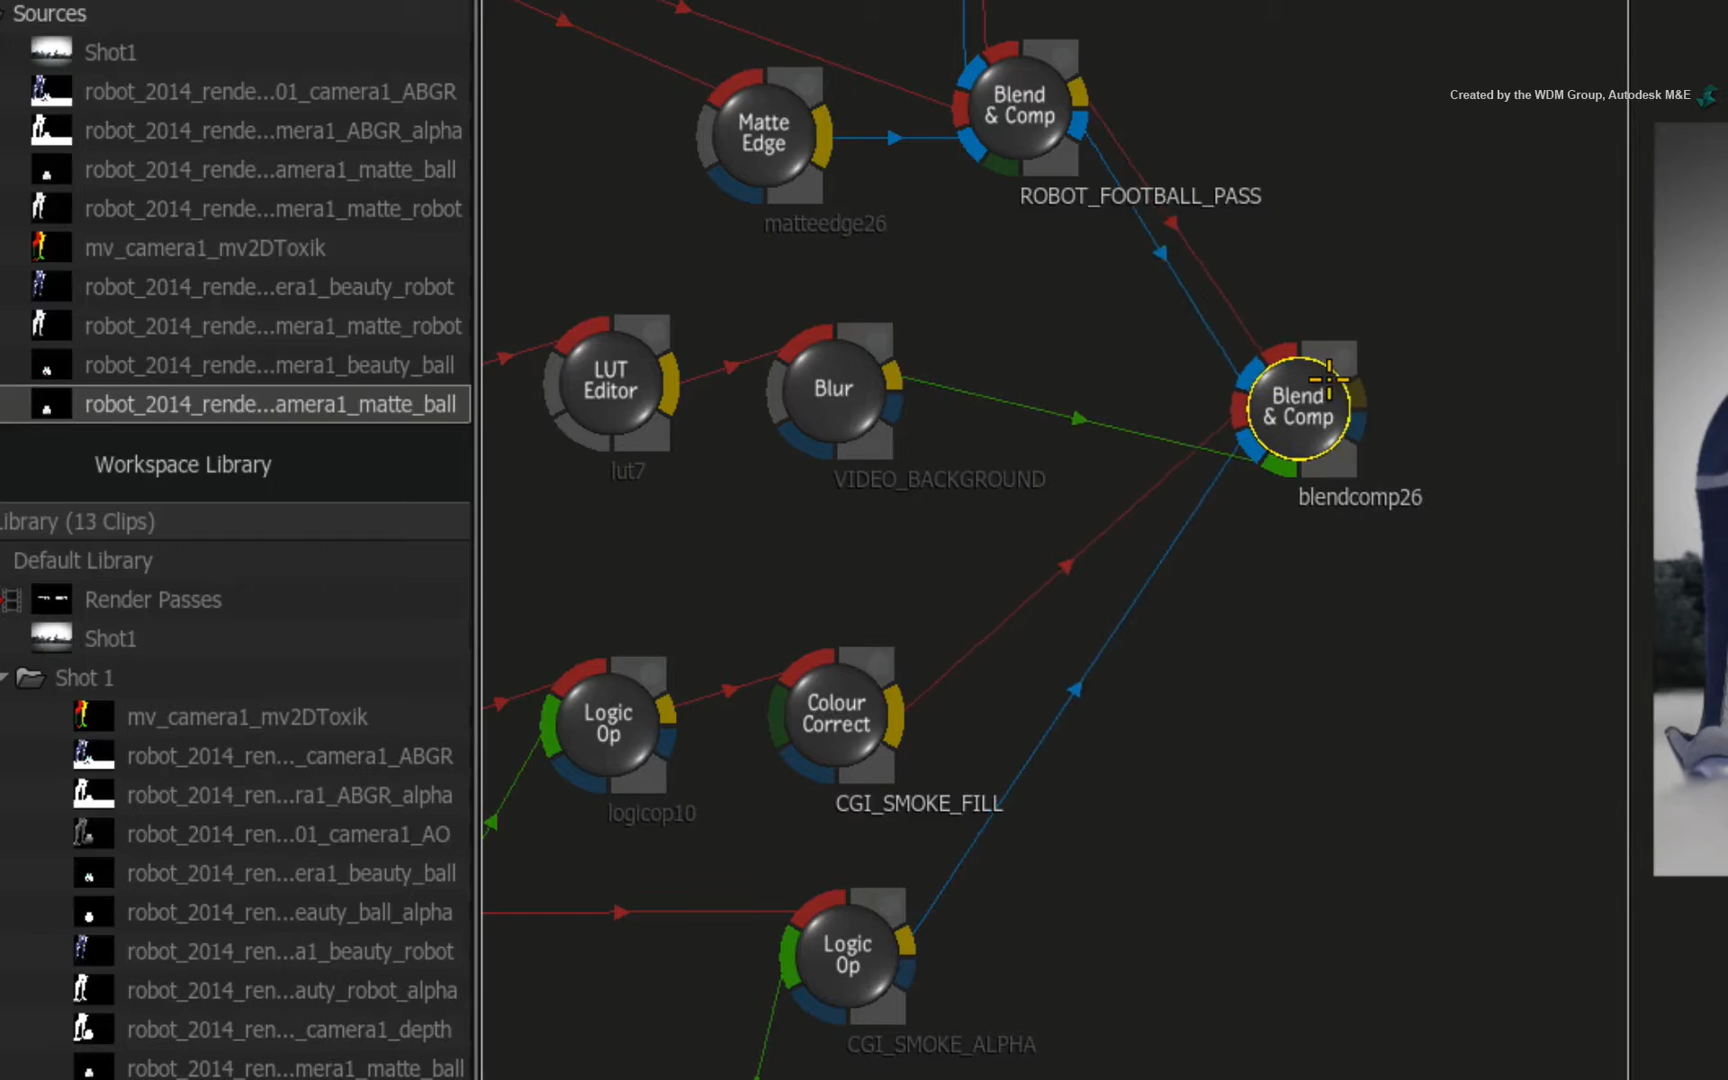 Sources
Shot1
robot_2014_rende...01_camera1_ABGR
robot_2014_rende...mera1_ABGR_alpha
robot_2014_rende...amera1_matte_ball
robot_2014_rende...mera1_matte_robot
mv_camera1_mv2DToxik
robot_2014_rende...era1_beauty_robot
robot_2014_rende...mera1_matte_robot
robot_2014_rende...mera1_beauty_ball
robot_2014_rende...amera1_matte_ball
Workspace Library
Library (13 Clips)
Default Library
Render Passes
Shot1
Shot 1
mv_camera1_mv2DToxik
robot_2014_ren..._camera1_ABGR
robot_2014_ren...ra1_ABGR_alpha
robot_2014_ren...01_camera1_AO
robot_2014_ren...era1_beauty_ball
robot_2014_ren...eauty_ball_alpha
robot_2014_ren...a1_beauty_robot
robot_2014_ren...auty_robot_alpha
robot_2014_ren..._camera1_depth
robot_2014_ren...mera1_matte_ball
Matte
Edge
matteedge26
Blend
& Comp
ROBOT_FOOTBALL_PASS
LUT
Editor
lut7
Blur
VIDEO_BACKGROUND
Blend
& Comp
blendcomp26
Logic
Op
logicop10
Colour
Correct
CGI_SMOKE_FILL
Logic
Op
CGI_SMOKE_ALPHA
Created by the WDM Group, Autodesk M&E